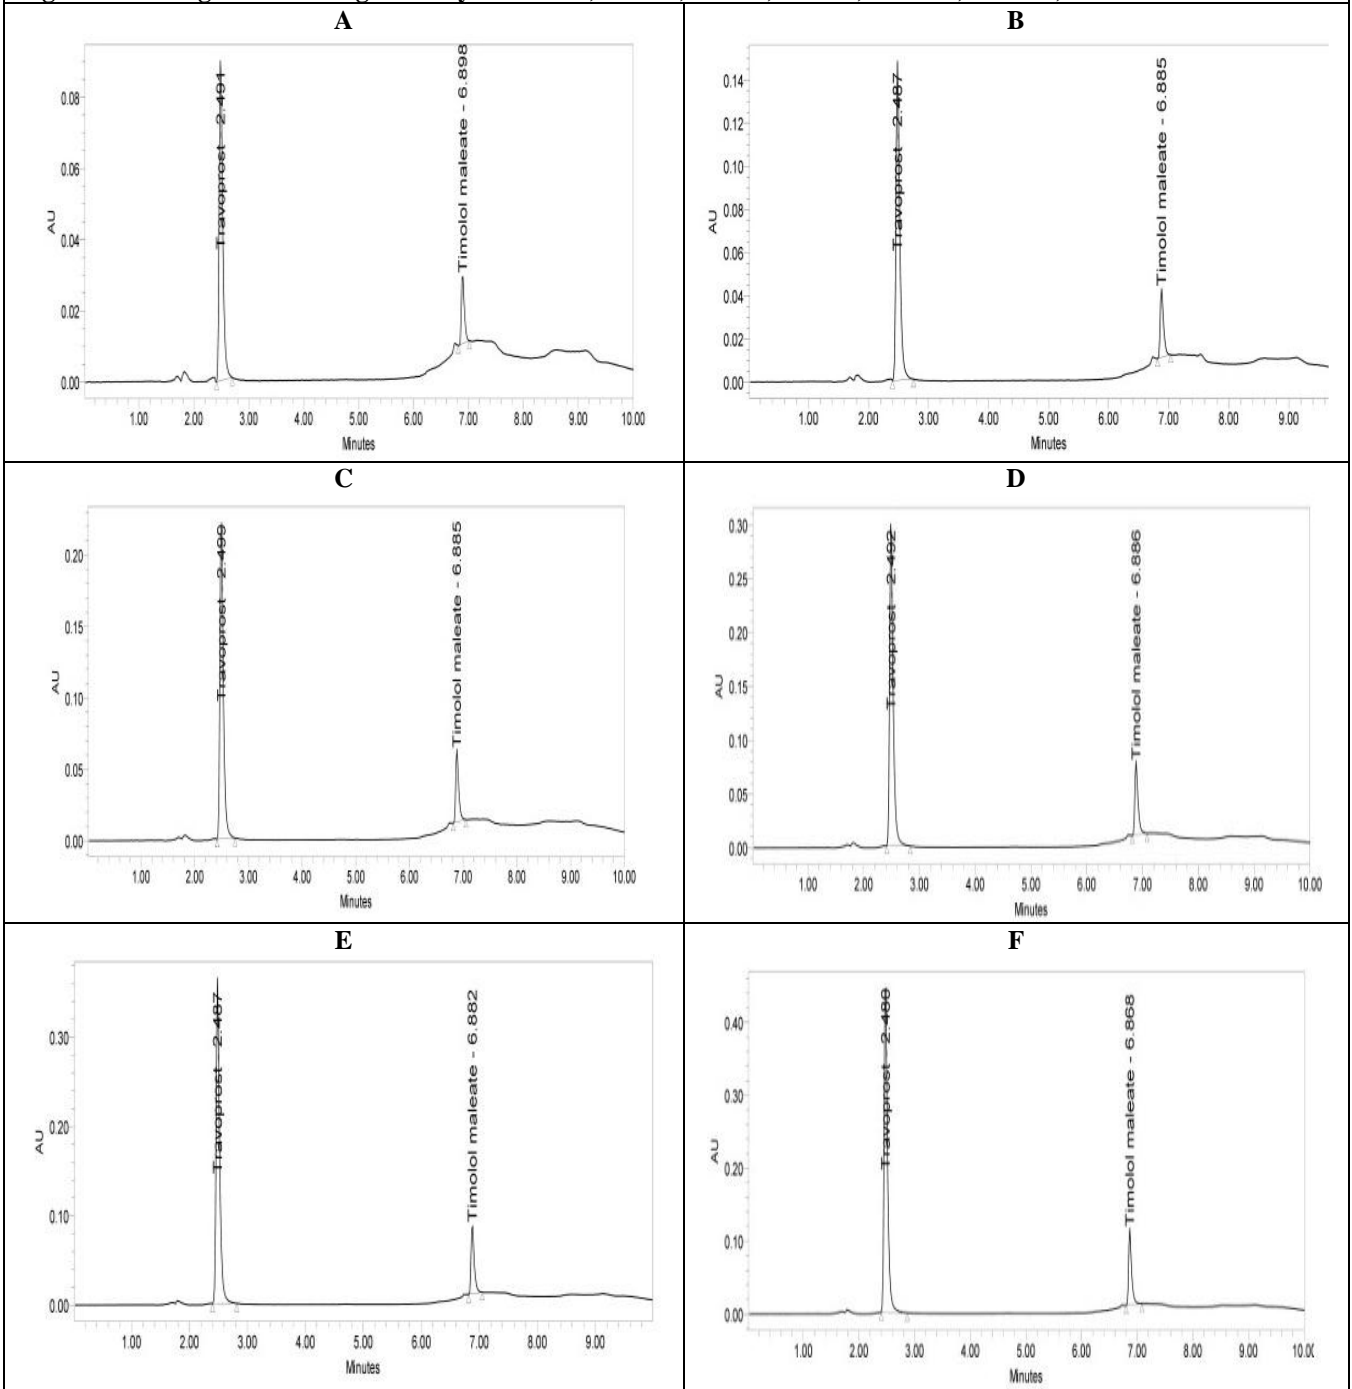 A
Travoprost - 2.491
Timolol maleate - 6.898
AU
0.08
0.06
0.04
0.02
0.00
1.00 2.00 3.00 4.00 5.00 6.00 7.00 8.00 9.00 10.00
Minutes
B
Travoprost - 2.487
Timolol maleate - 6.885
AU
0.14
0.12
0.10
0.08
0.06
0.04
0.02
0.00
1.00 2.00 3.00 4.00 5.00 6.00 7.00 8.00 9.00
Minutes
C
Travoprost - 2.499
Timolol maleate - 6.885
AU
0.20
0.15
0.10
0.05
0.00
1.00 2.00 3.00 4.00 5.00 6.00 7.00 8.00 9.00 10.00
Minutes
D
Travoprost - 2.492
Timolol maleate - 6.886
AU
0.30
0.25
0.20
0.15
0.10
0.05
0.00
1.00 2.00 3.00 4.00 5.00 6.00 7.00 8.00 9.00 10.00
Minutes
E
Travoprost - 2.487
Timolol maleate - 6.882
AU
0.30
0.20
0.10
0.00
1.00 2.00 3.00 4.00 5.00 6.00 7.00 8.00 9.00
Minutes
F
Travoprost - 2.480
Timolol maleate - 6.868
AU
0.40
0.30
0.20
0.10
0.00
1.00 2.00 3.00 4.00 5.00 6.00 7.00 8.00 9.00 10.0
Minutes